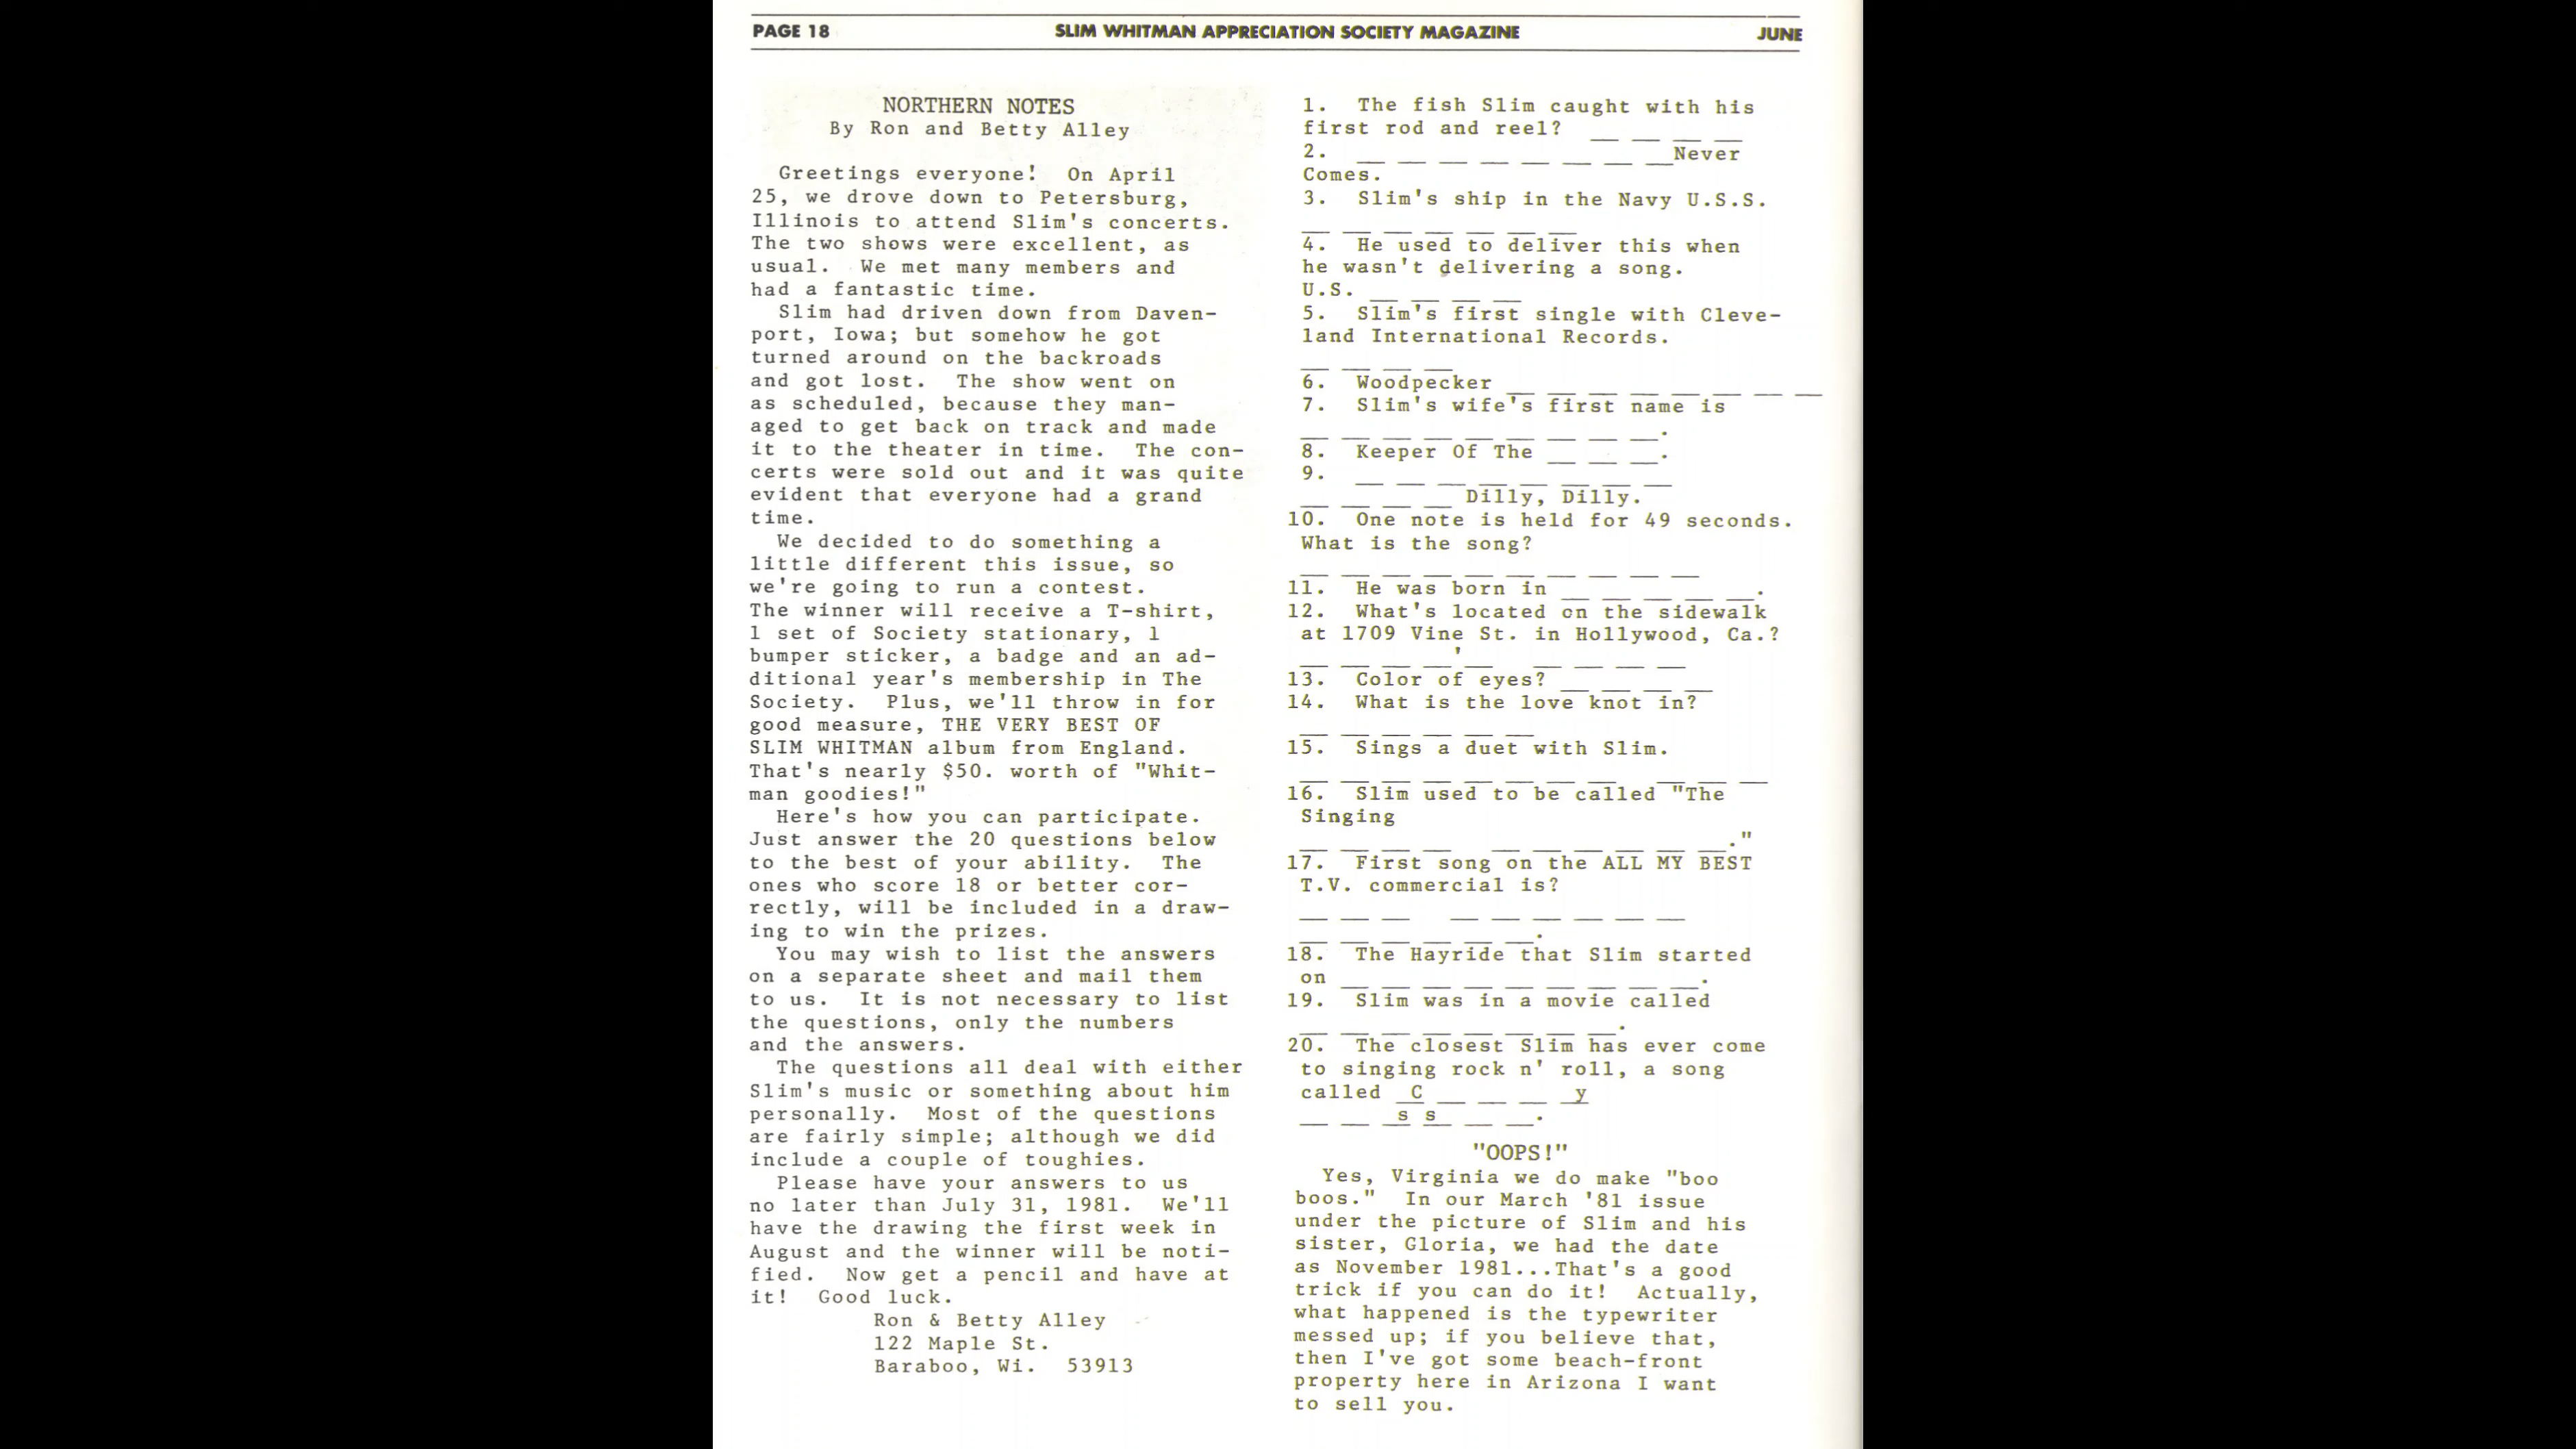 PAGE 18 SLIM WHITMAN APPRECIATION SOCIETY MAGAZINE JUNE
NORTHERN NOTES
By Ron and Betty Alley
Greetings everyone! On April
25, we drove down to Petersburg,
Illinois to attend Slim's concerts.
The two shows were excellent, as
usual. We met many members and
had a fantastic time.
Slim had driven down from Daven-
port, Iowa; but somehow he got
turned around on the backroads
and got lost. The show went on
as scheduled, because they man-
aged to get back on track and made
it to the theater in time. The con-
certs were sold out and it was quite
evident that everyone had a grand
time.
We decided to do something a
little different this issue, so
we're going to run a contest.
The winner will receive a T-shirt,
1 set of Society stationary, 1
bumper sticker, a badge and an ad-
ditional year's membership in The
Society. Plus, we'll throw in for
good measure, THE VERY BEST OF
SLIM WHITMAN album from England.
That's nearly $50. worth of "Whit-
man goodies!"
Here's how you can participate.
Just answer the 20 questions below
to the best of your ability. The
ones who score 18 or better cor-
rectly, will be included in a draw-
ing to win the prizes.
You may wish to list the answers
on a separate sheet and mail them
to us. It is not necessary to list
the questions, only the numbers
and the answers.
The questions all deal with either
Slim's music or something about him
personally. Most of the questions
are fairly simple; although we did
include a couple of toughies.
Please have your answers to us
no later than July 31, 1981. We'll
have the drawing the first week in
August and the winner will be noti-
fied. Now get a pencil and have at
it! Good luck.
Ron & Betty Alley
122 Maple St.
Baraboo, Wi. 53913
1. The fish Slim caught with his
first rod and reel? __ __ __ __
2. __ __ __ __ __ __ __ __Never
Comes.
3. Slim's ship in the Navy U.S.S.
__ __ __ __ __ __ __
4. He used to deliver this when
he wasn't delivering a song.
U.S. __ __ __ __
5. Slim's first single with Cleve-
land International Records.
__ __ __ __
6. Woodpecker __ __ __ __ __ __ __ __
7. Slim's wife's first name is
__ __ __ __ __ __ __ __ __.
8. Keeper Of The __ __ __.
9. __ __ __ __ __ __ __ __
__ __ __ __ Dilly, Dilly.
10. One note is held for 49 seconds.
What is the song?
__ __ __ __ __ __ __ __ __ __
11. He was born in __ __ __ __ __.
12. What's located on the sidewalk
at 1709 Vine St. in Hollywood, Ca.?
__ __ __ __ ' __ __ __ __ __
13. Color of eyes? __ __ __ __
14. What is the love knot in?
__ __ __ __ __ __
15. Sings a duet with Slim.
__ __ __ __ __ __ __ __ __ __ __
16. Slim used to be called "The
Singing
__ __ __ __ __ __ __ __ __ __."
17. First song on the ALL MY BEST
T.V. commercial is?
__ __ __ __ __ __ __ __ __
__ __ __ __ __ __.
18. The Hayride that Slim started
on __ __ __ __ __ __ __ __ __.
19. Slim was in a movie called
__ __ __ __ __ __ __ __.
20. The closest Slim has ever come
to singing rock n' roll, a song
called C __ __ __ y
__ __ s s __ __.
"OOPS!"
Yes, Virginia we do make "boo
boos." In our March '81 issue
under the picture of Slim and his
sister, Gloria, we had the date
as November 1981...That's a good
trick if you can do it! Actually,
what happened is the typewriter
messed up; if you believe that,
then I've got some beach-front
property here in Arizona I want
to sell you.